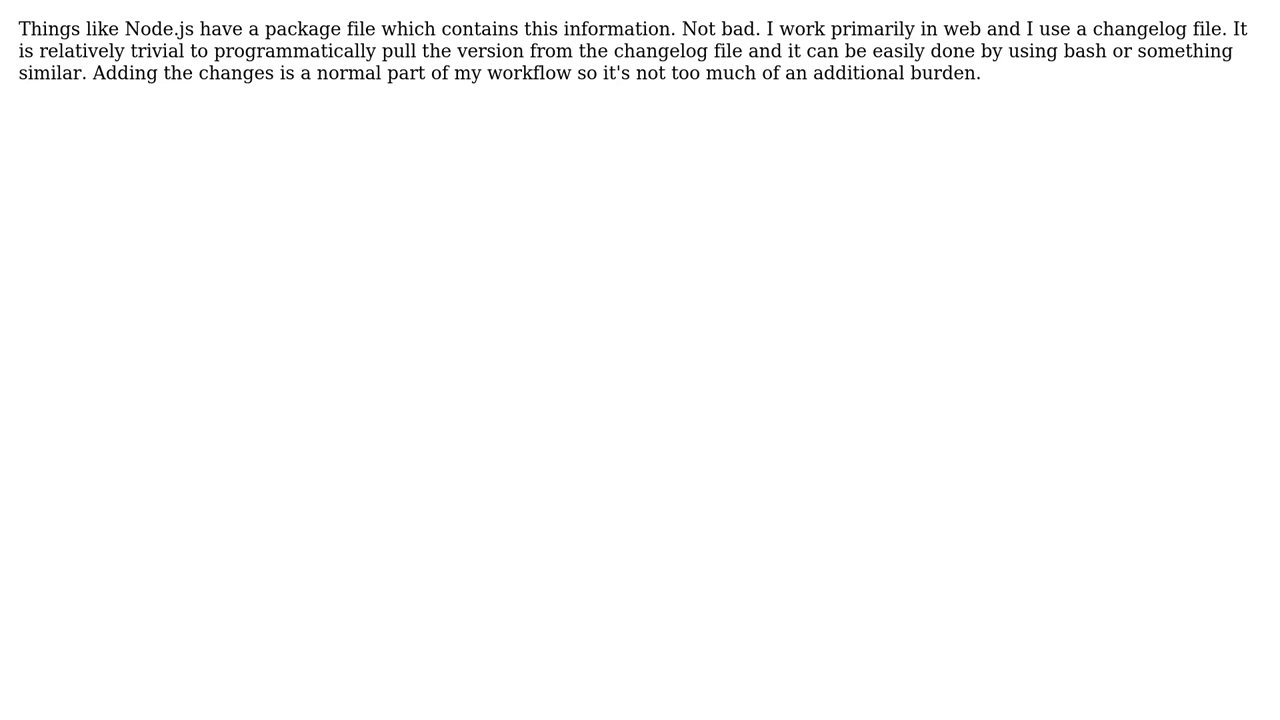 Things like Node.js have a package file which contains this information. Not bad. I work primarily in web and I use a changelog file. It
is relatively trivial to programmatically pull the version from the changelog file and it can be easily done by using bash or something
similar. Adding the changes is a normal part of my workflow so it's not too much of an additional burden.